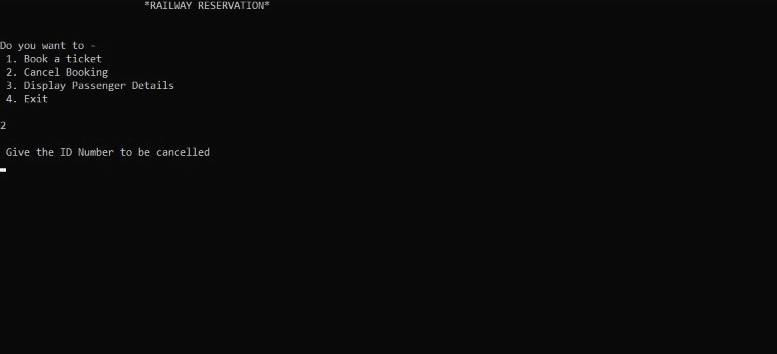 *RAILWAY RESERVATION*
Do you want to -
1. Book a ticket
2. Cancel Booking
3. Display Passenger Details
4. Exit
2
Give the ID Number to be cancelled